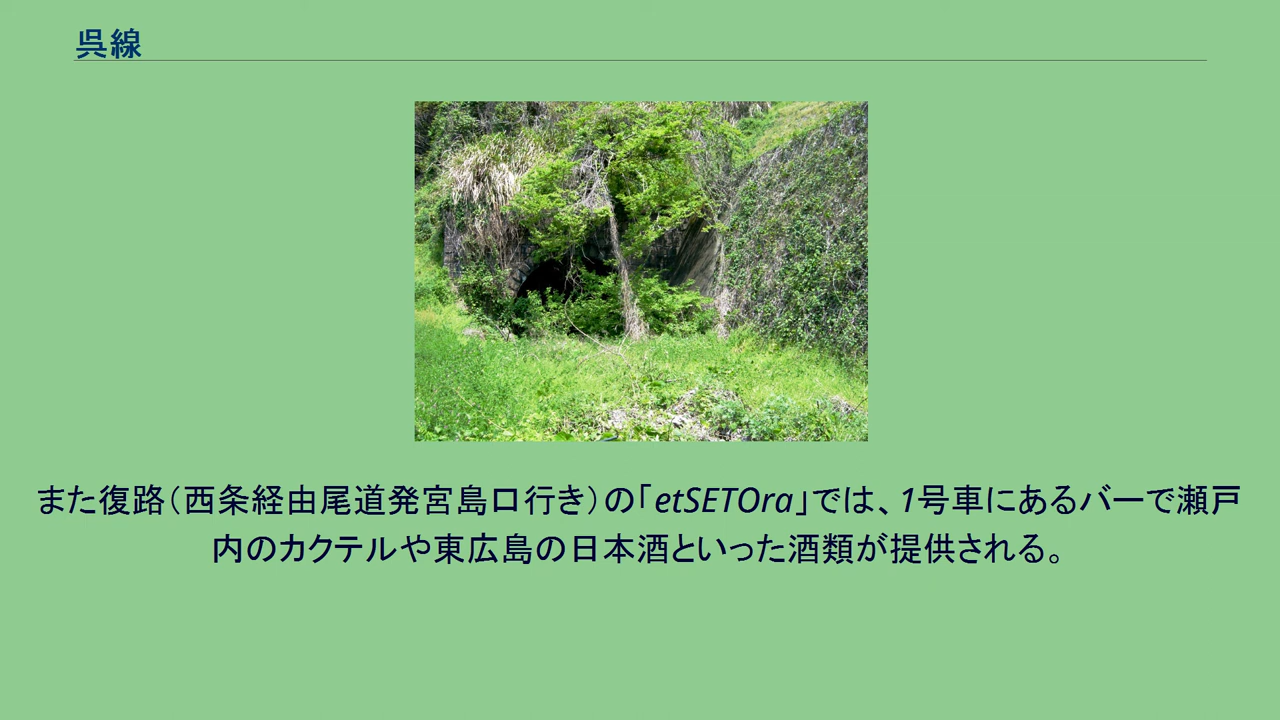 呉線
また復路（西条経由尾道発宮島口行き）の「etSETOra」では、1号車にあるバーで瀬戸
内のカクテルや東広島の日本酒といった酒類が提供される。